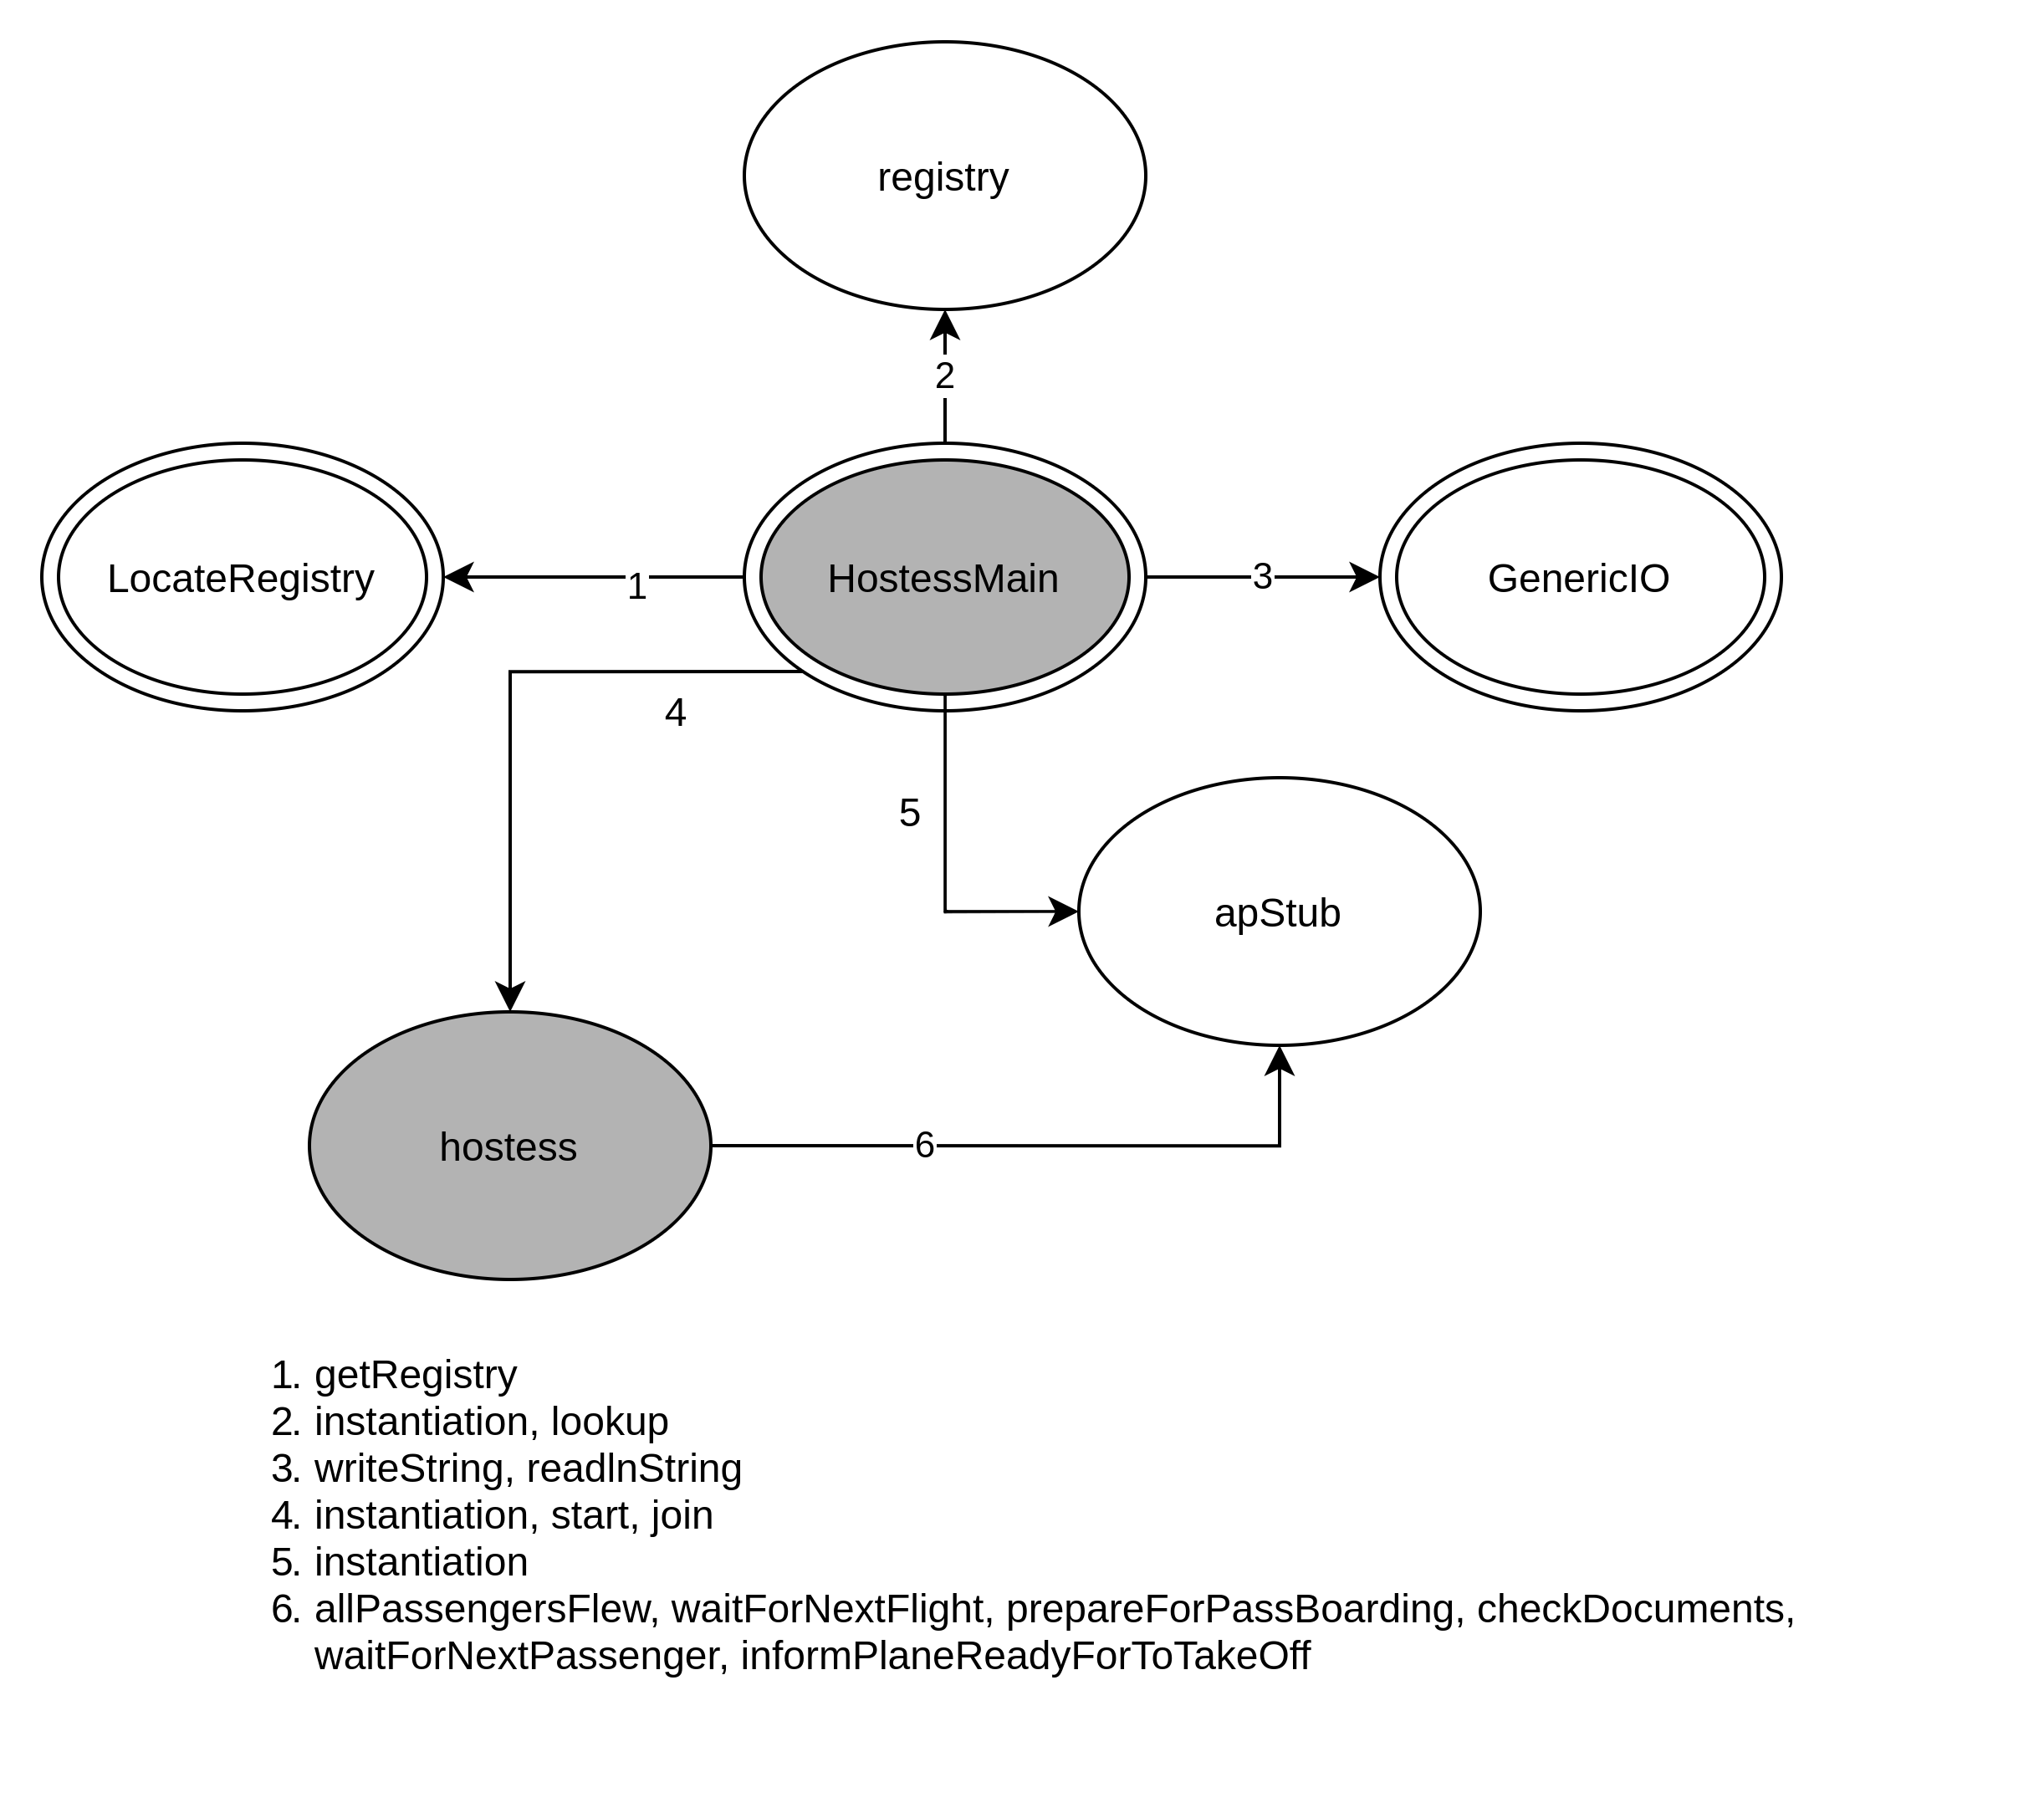 registry
2
LocateRegistry
1
HostessMain
3
GenericIO
4
5
apStub
hostess
6
1. getRegistry
2. instantiation, lookup
3. writeString, readlnString
4. instantiation, start, join
5. instantiation
6. allPassengersFlew, waitForNextFlight, prepareForPassBoarding, checkDocuments,
waitForNextPassenger, informPlaneReadyForToTakeOff